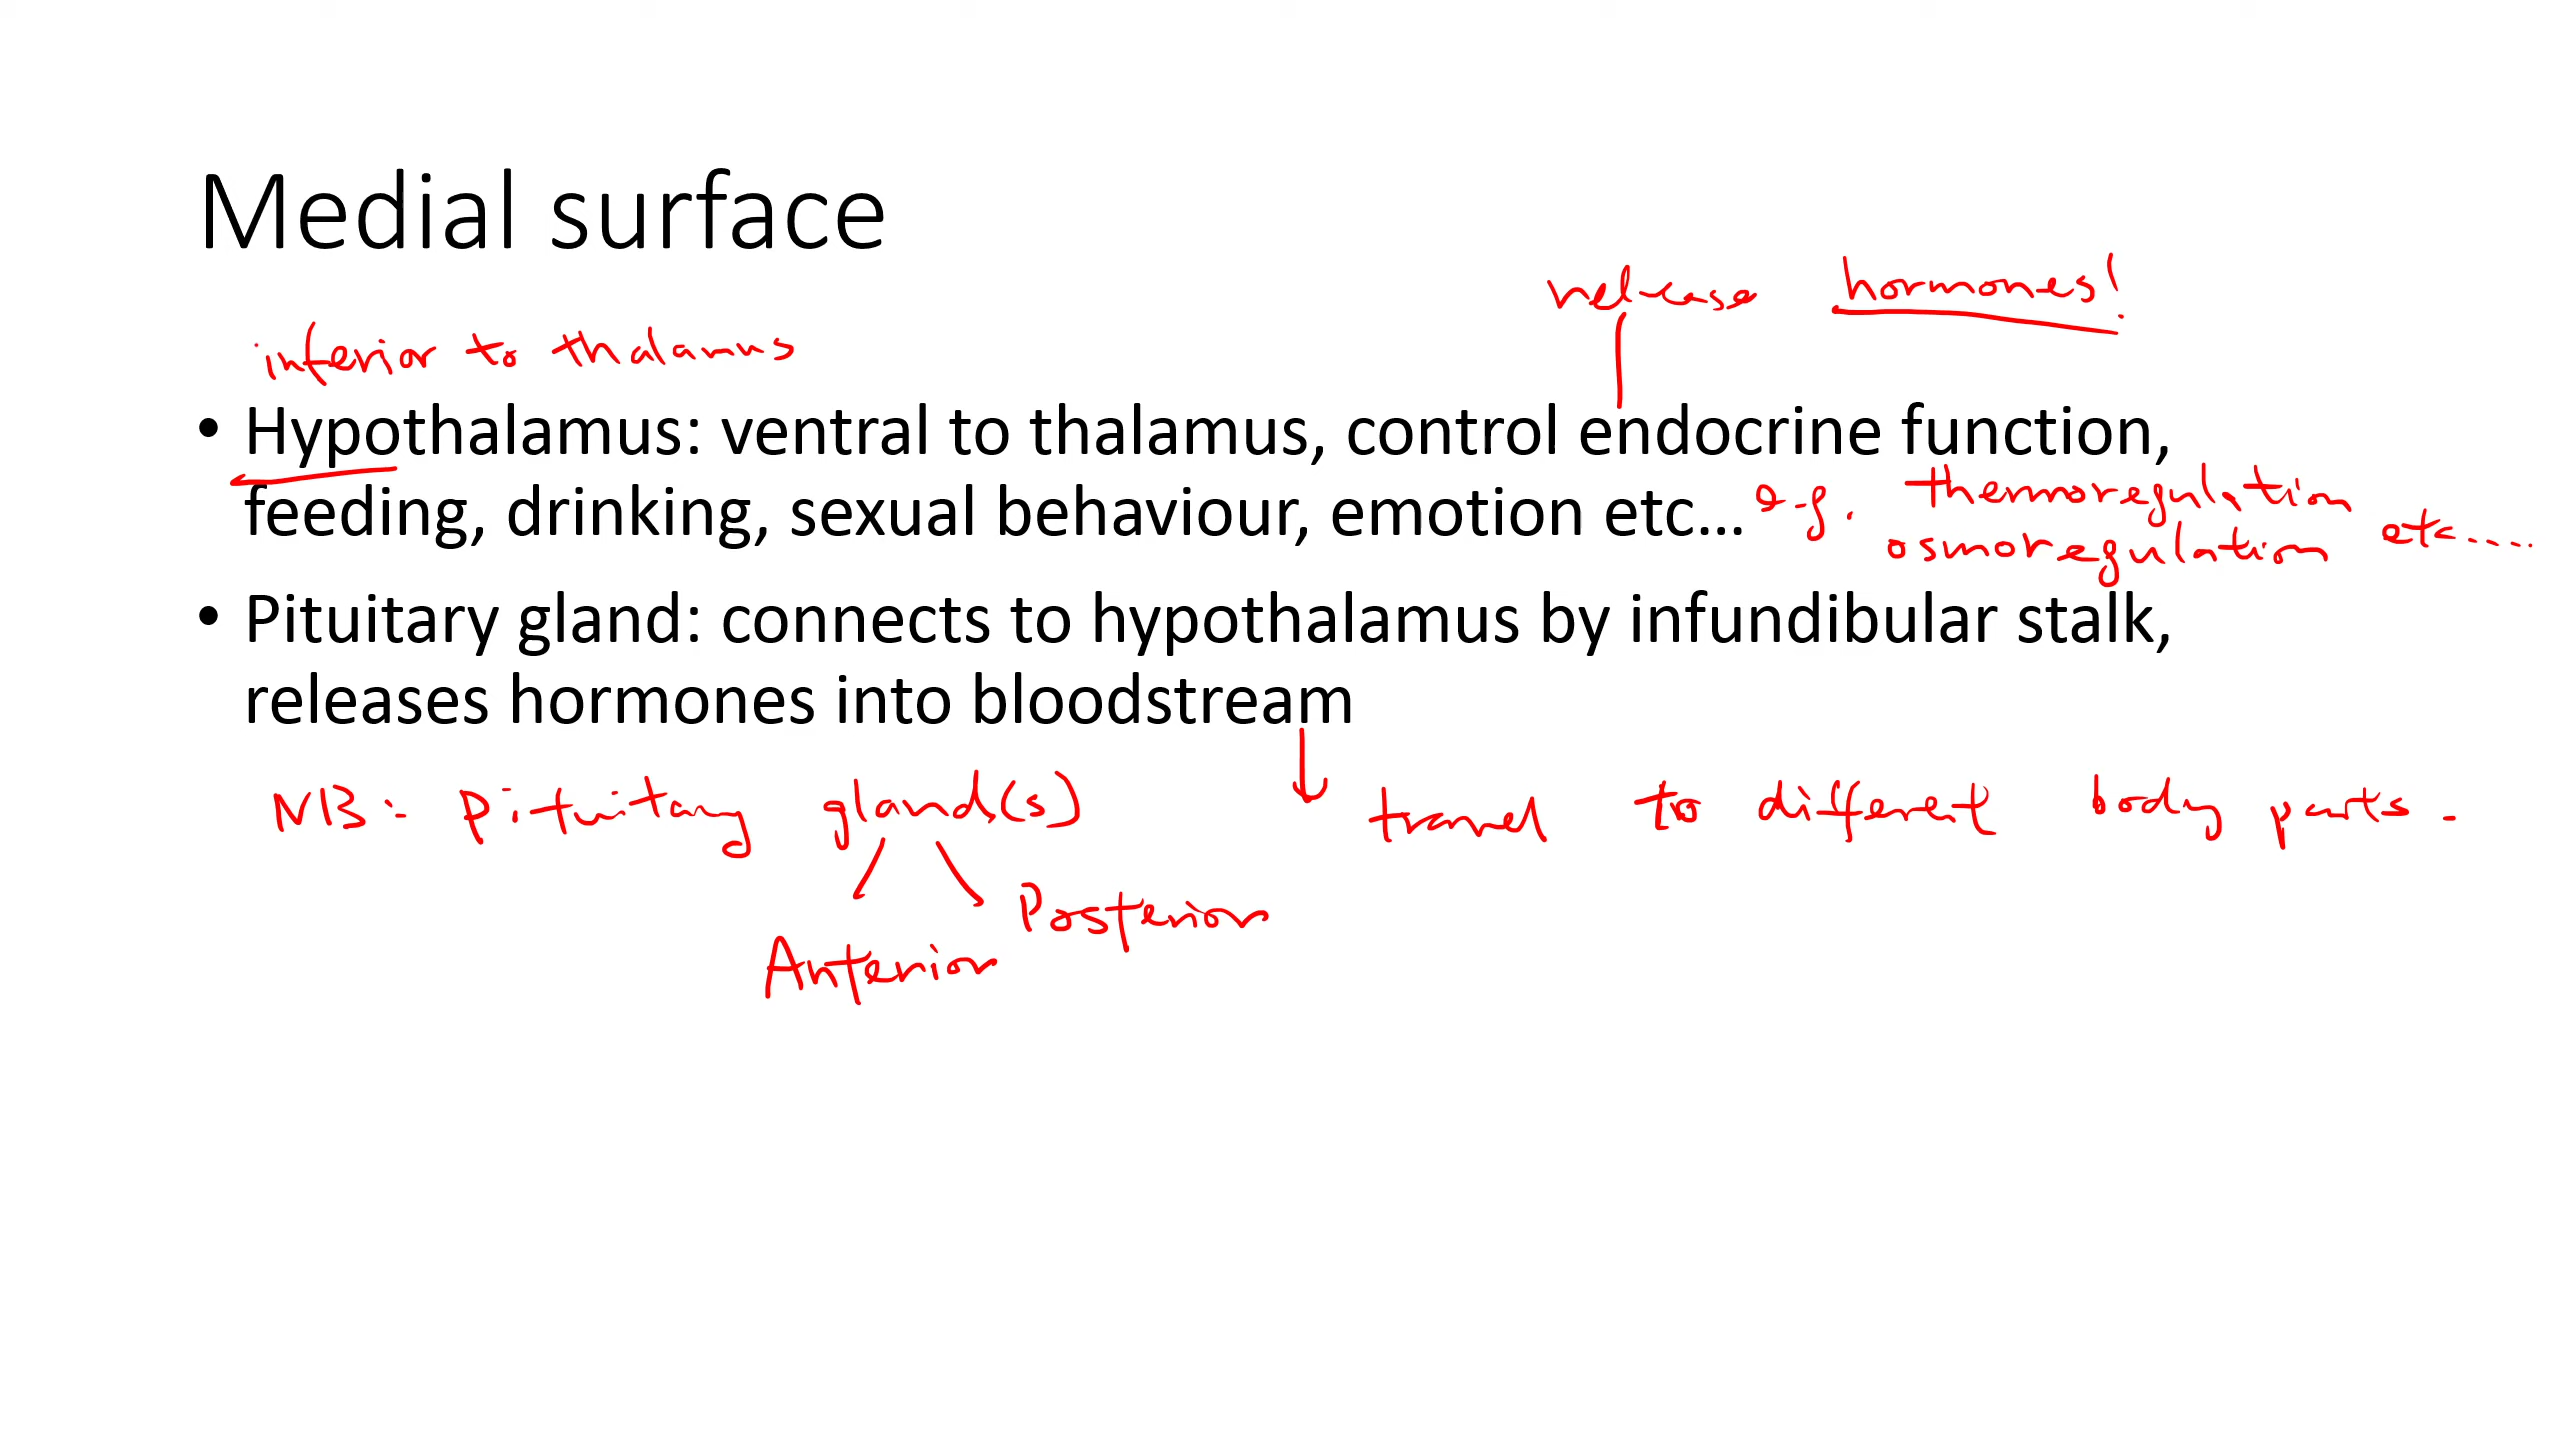 Medial surface
release hormones!
inferior to thalamus
• Hypothalamus: ventral to thalamus, control endocrine function,
feeding, drinking, sexual behaviour, emotion etc... e.g. thermoregulation
osmoregulation etc.....
• Pituitary gland: connects to hypothalamus by infundibular stalk,
releases hormones into bloodstream
NB: Pituitary gland(s) ↓ travel to different body parts.
Posterior
Anterior